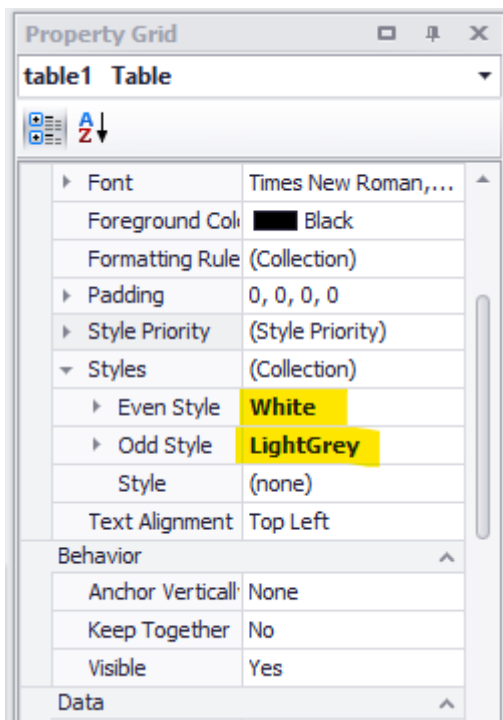 Property Grid
table1 Table
A
Z
Font Times New Roman,...
Foreground Col Black
Formatting Rule (Collection)
Padding 0, 0, 0, 0
Style Priority (Style Priority)
Styles (Collection)
Even Style White
Odd Style LightGrey
Style (none)
Text Alignment Top Left
Behavior
Anchor Vertical None
Keep Together No
Visible Yes
Data